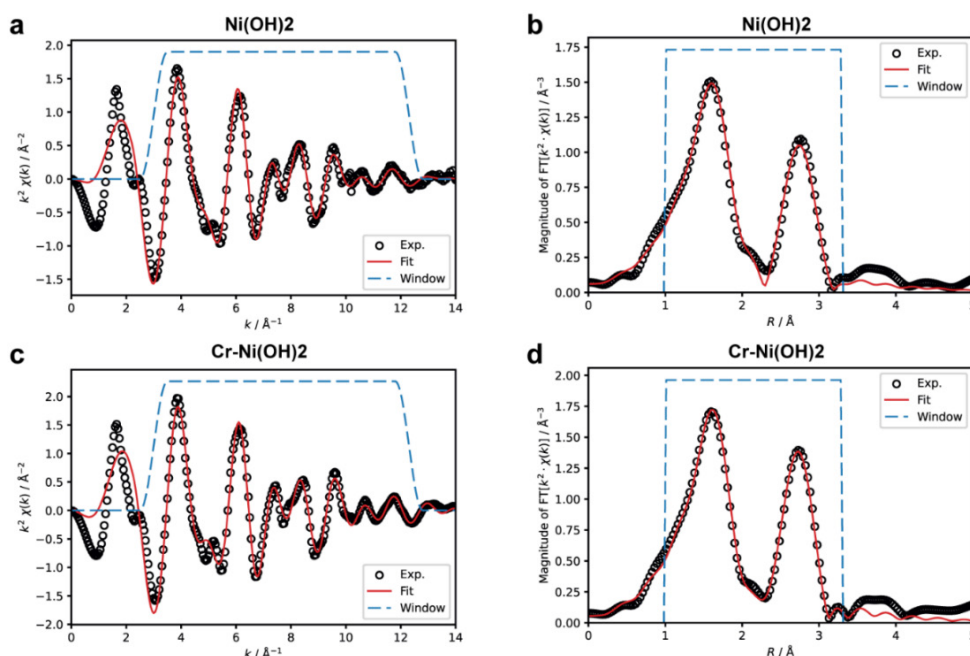 a
Ni(OH)2
2.0
1.5
1.0
0.5
0.0
−0.5
−1.0
−1.5
k² χ(k) / Å⁻²
Exp.
Fit
Window
0 2 4 6 8 10 12 14
k / Å⁻¹
b
Ni(OH)2
1.75
1.50
1.25
1.00
0.75
0.50
0.25
0.00
Magnitude of FT[k² · χ(k)] / Å⁻³
Exp.
Fit
Window
0 1 2 3 4
R / Å
c
Cr-Ni(OH)2
2.0
1.5
1.0
0.5
0.0
−0.5
−1.0
−1.5
−2.0
k² χ(k) / Å⁻²
Exp.
Fit
Window
0 2 4 6 8 10 12 14
k / Å⁻¹
d
Cr-Ni(OH)2
2.00
1.75
1.50
1.25
1.00
0.75
0.50
0.25
0.00
Magnitude of FT[k² · χ(k)] / Å⁻³
Exp.
Fit
Window
0 1 2 3 4
R / Å